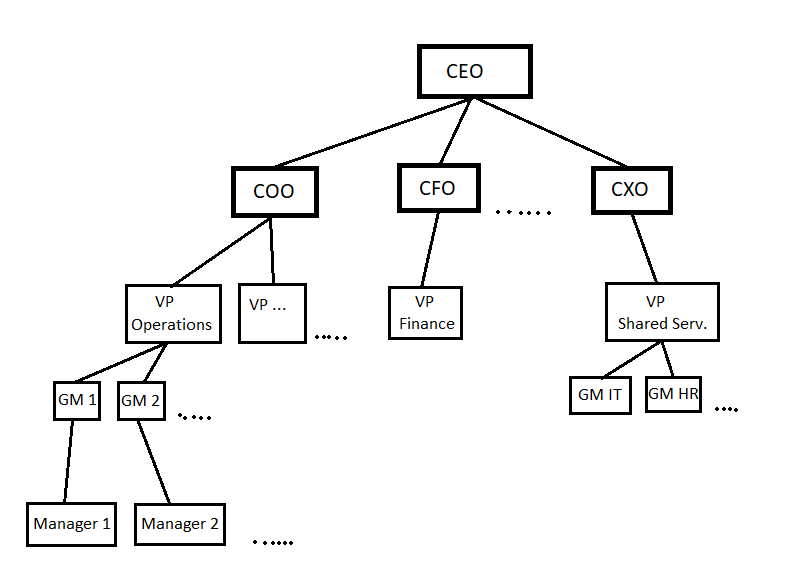 CEO
COO
CFO
CXO
......
VP
Operations
VP ...
.....
VP
Finance
VP
Shared Serv.
GM 1
GM 2
.....
GM IT
GM HR
....
Manager 1
Manager 2
......